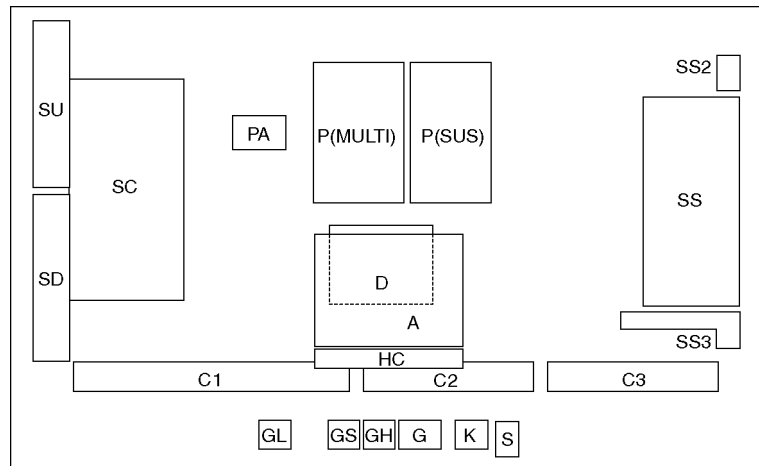 SS2
SU
PA
P(MULTI)
P(SUS)
SC
SS
SD
D
A
SS3
HC
C1
C2
C3
GL
GS
GH
G
K
S